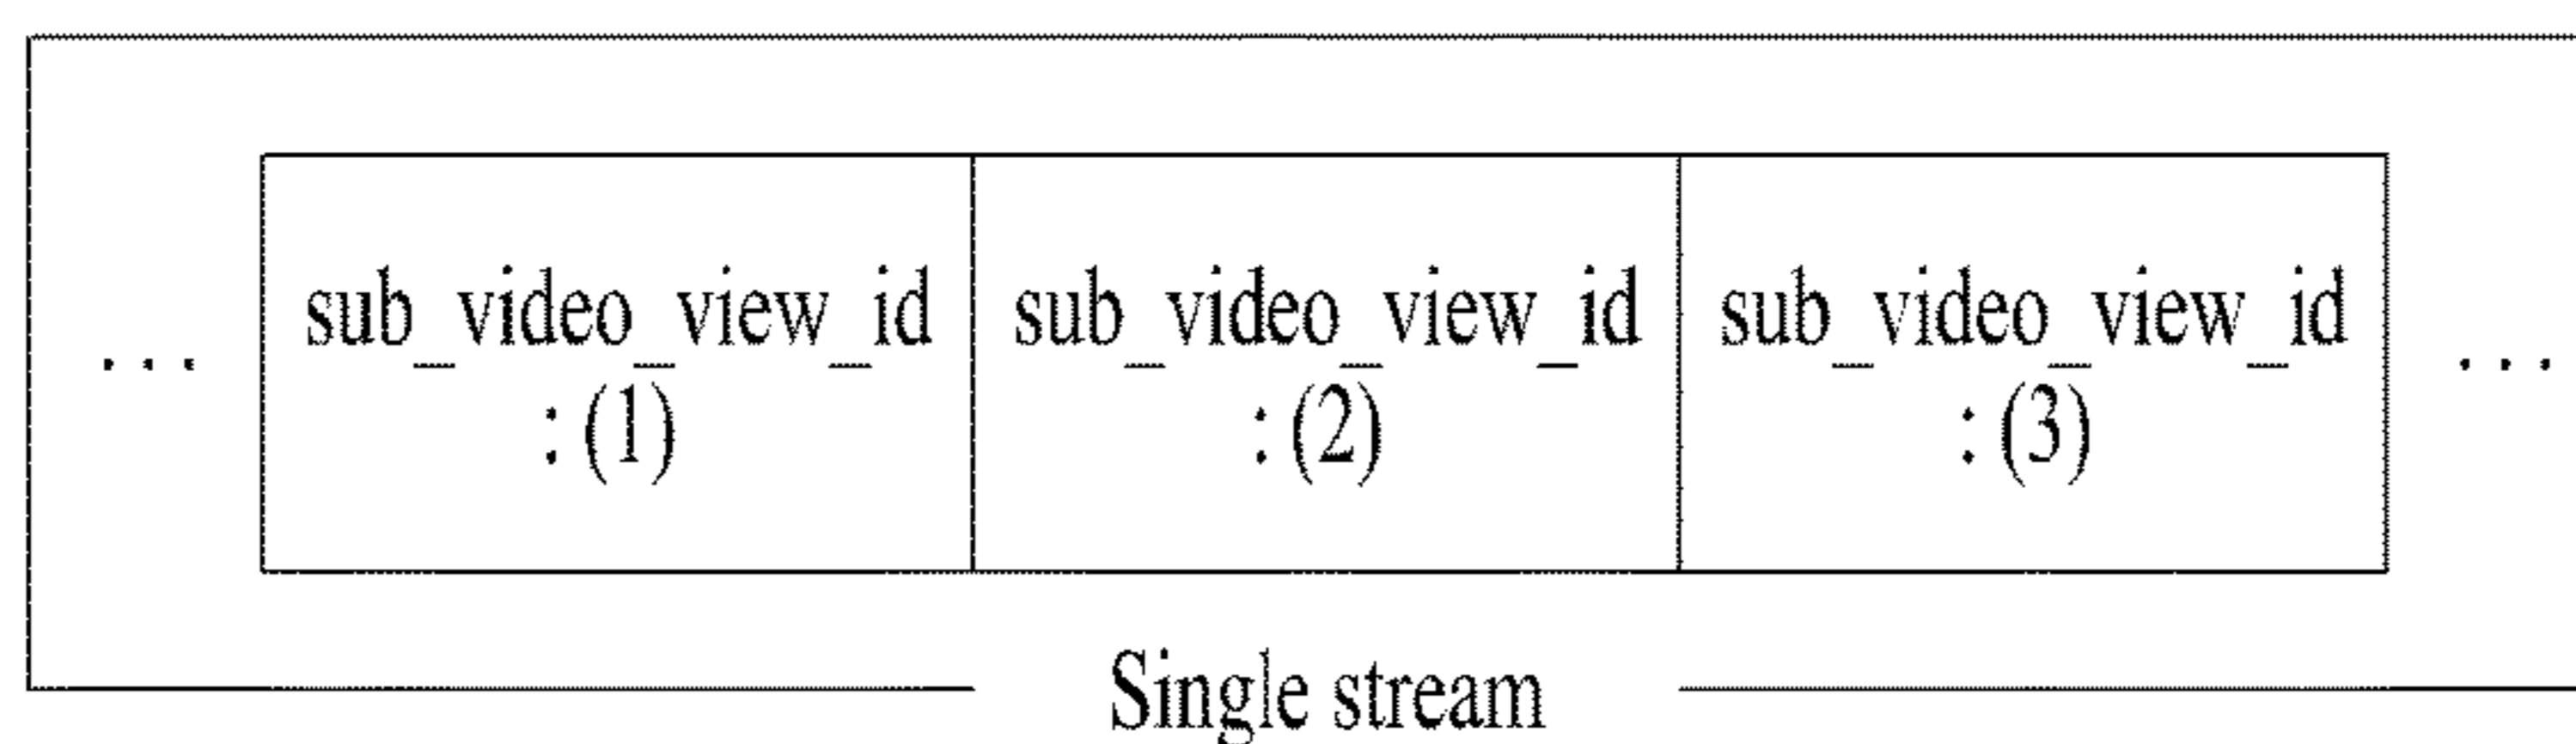 ... sub_video_view_id sub_video_view_id sub_video_view_id ...
: (1) : (2) : (3)
Single stream